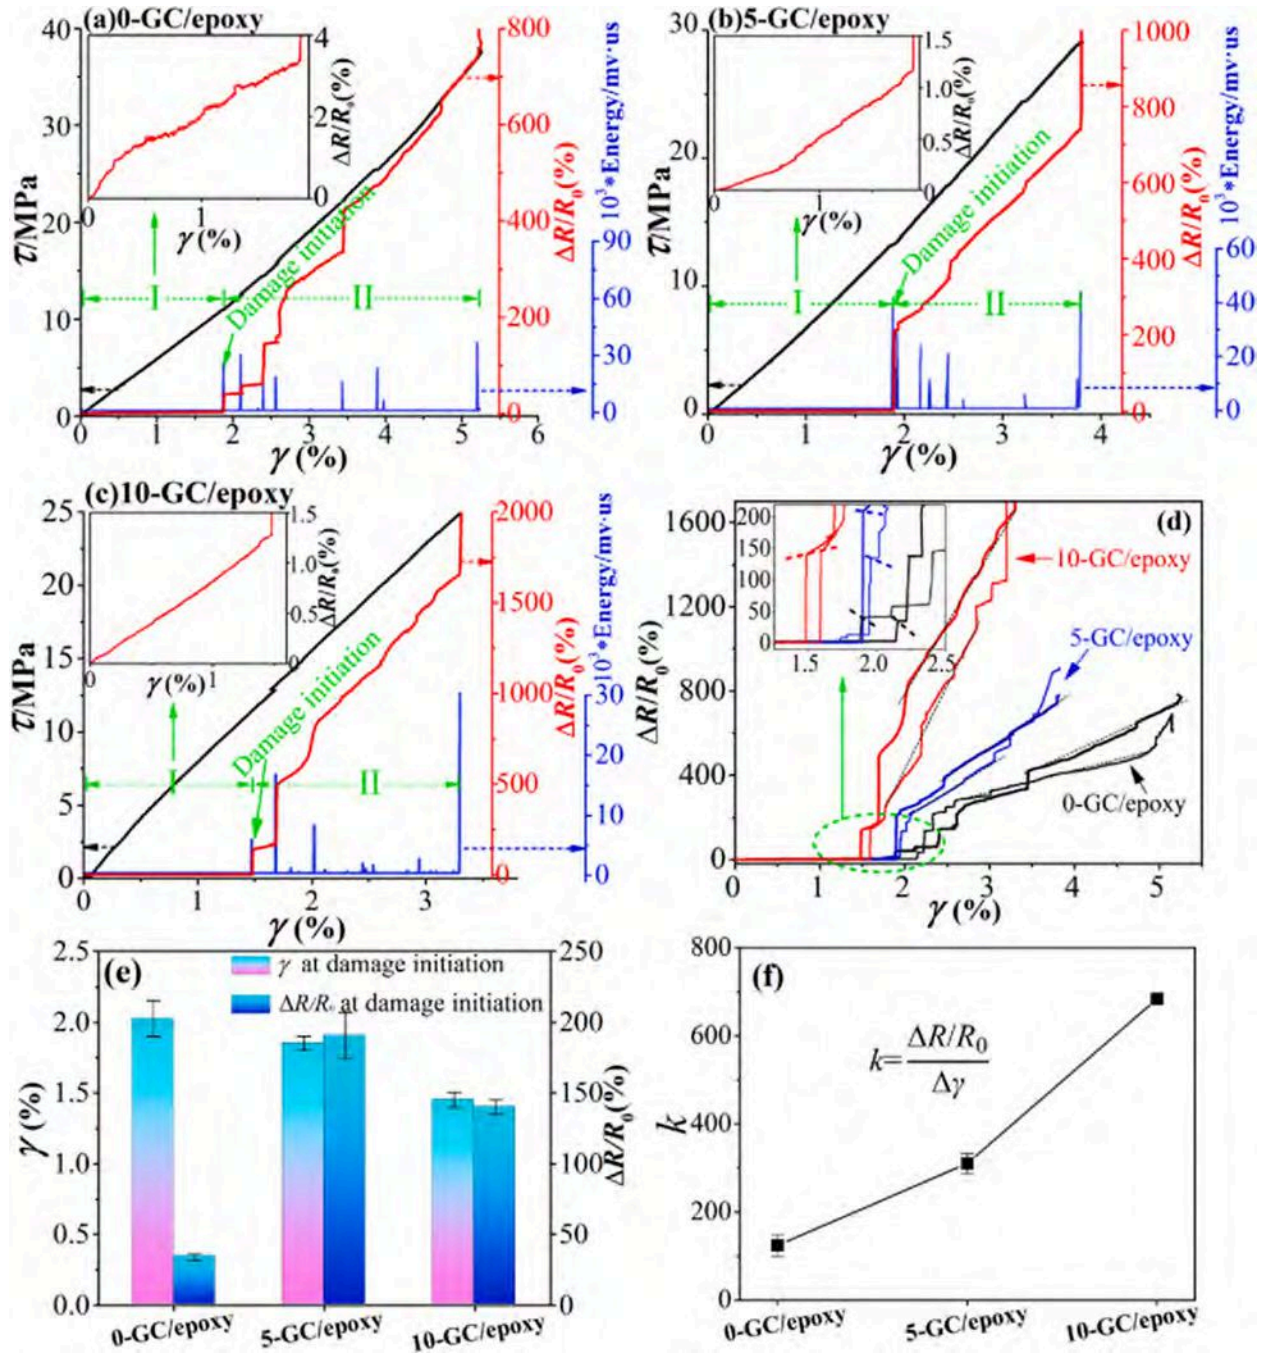 (a)0-GC/epoxy
40
30
20
10
0
τ/MPa
0
1
2
3
4
5
6
γ (%)
4
2
0
ΔR/R₀(%)
0
1
γ (%)
Damage initiation
I
II
800
600
400
200
0
ΔR/R₀(%)
10³*Energy/mv·us
90
60
30
0
(b)5-GC/epoxy
30
20
10
0
τ/MPa
0
1
2
3
4
γ (%)
1.5
1.0
0.5
0
ΔR/R₀(%)
0
1
γ (%)
Damage initiation
I
II
1000
800
600
400
200
0
ΔR/R₀(%)
10³*Energy/mv·us
60
40
20
0
(c)10-GC/epoxy
25
20
15
10
5
0
τ/MPa
0
1
2
3
γ (%)
1.5
1.0
0.5
0
ΔR/R₀(%)
0
1
γ (%)
Damage initiation
I
II
2000
1500
1000
500
0
ΔR/R₀(%)
10³*Energy/mv·us
30
20
10
0
(d)
1600
1200
800
400
0
ΔR/R₀(%)
0
1
2
3
4
5
γ (%)
200
150
100
50
0
1.5
2.0
2.5
10-GC/epoxy
5-GC/epoxy
0-GC/epoxy
(e)
γ at damage initiation
ΔR/R₀ at damage initiation
2.5
2.0
1.5
1.0
0.5
0.0
γ (%)
250
200
150
100
50
0
ΔR/R₀(%)
0-GC/epoxy
5-GC/epoxy
10-GC/epoxy
(f)
k=ΔR/R₀/Δγ
800
600
400
200
0
k
0-GC/epoxy
5-GC/epoxy
10-GC/epoxy